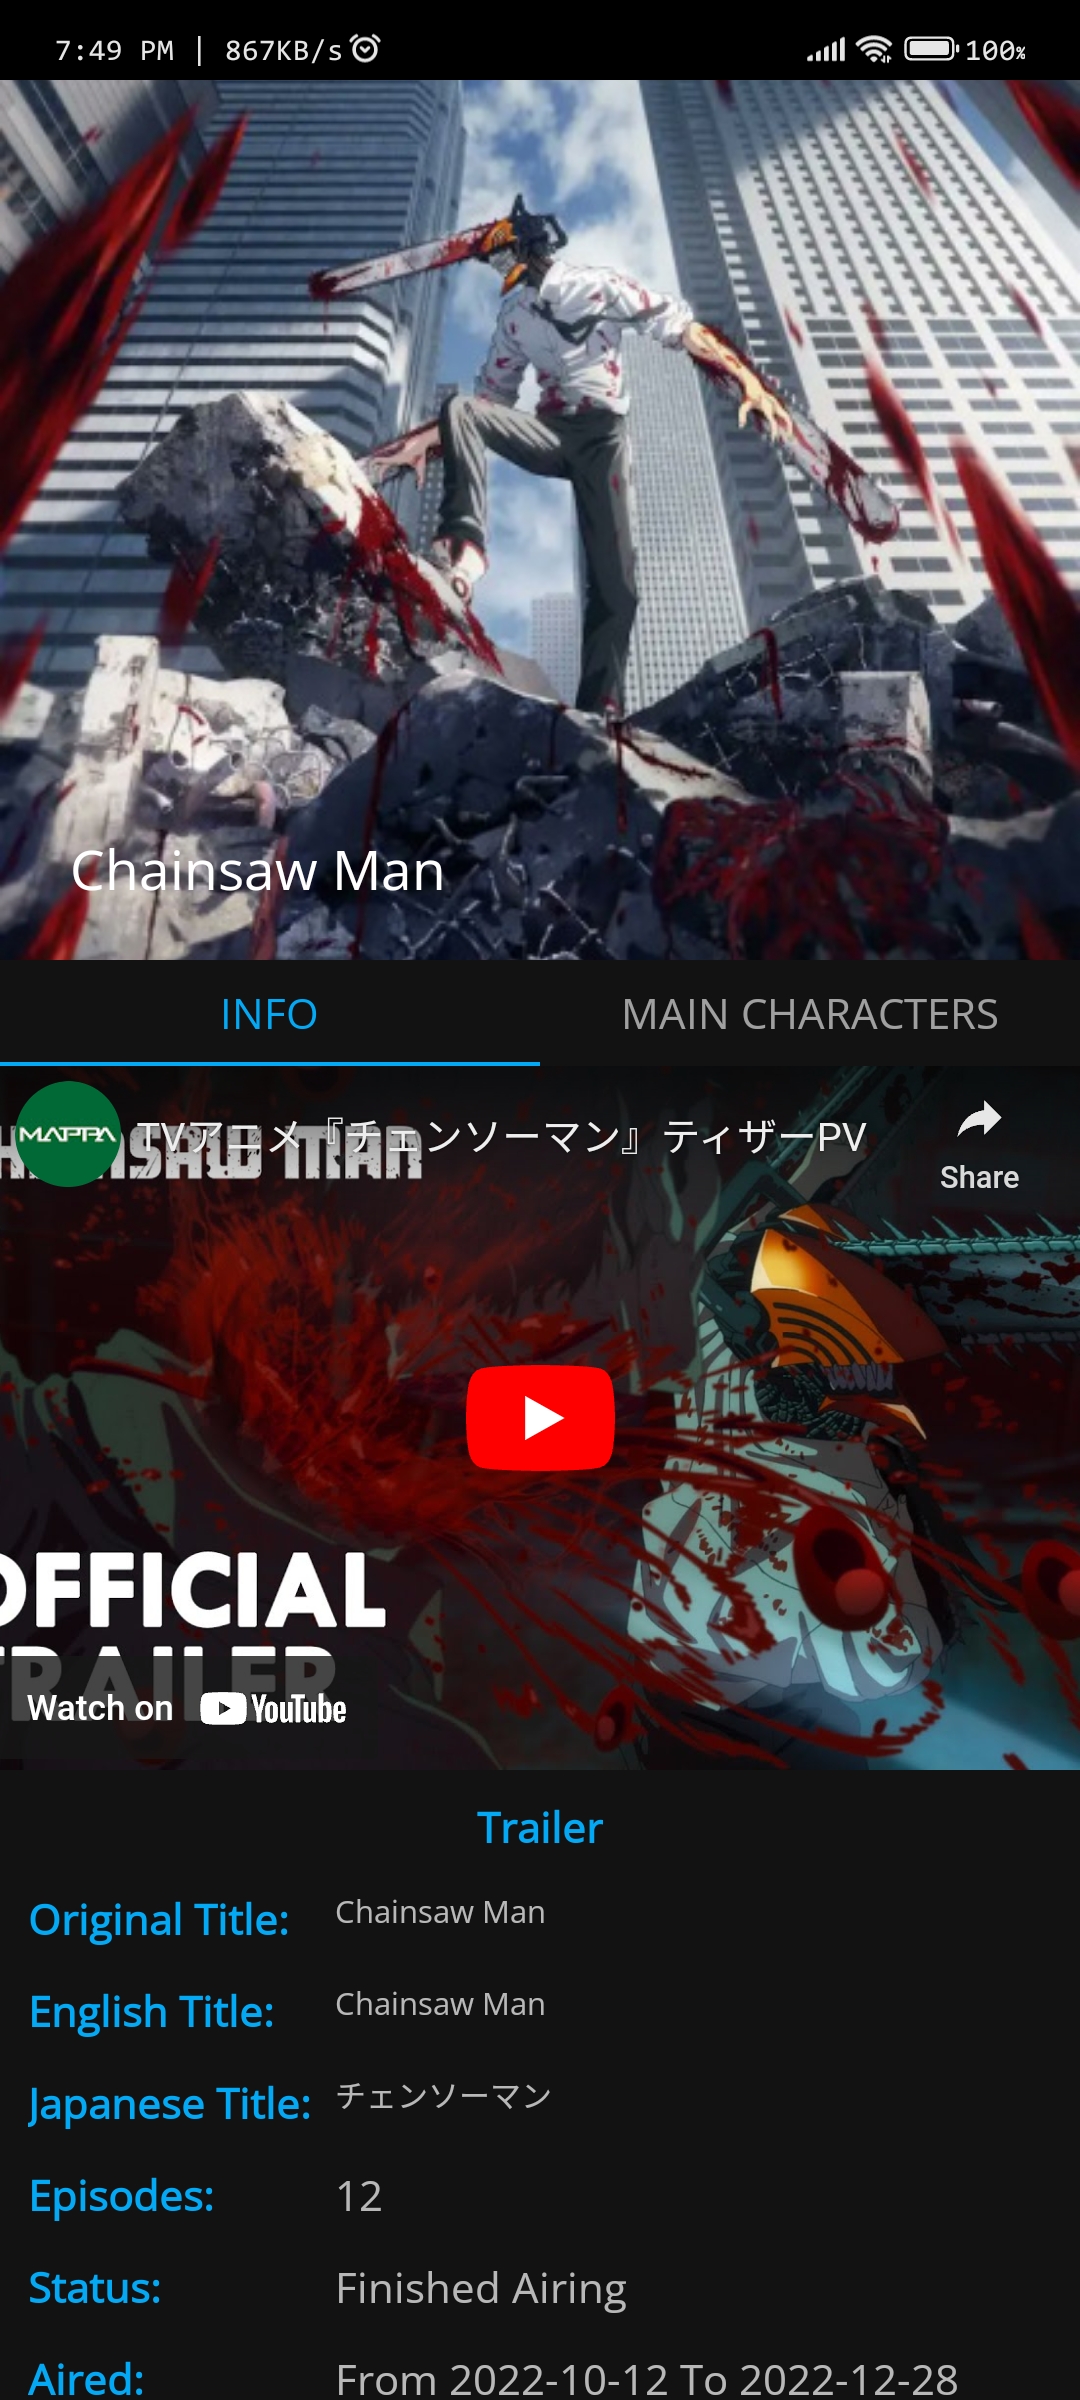 7:49 PM | 867KB/s 100%
Chainsaw Man
INFO MAIN CHARACTERS
MAPPA TVアニメ『チェンソーマン』ティザーPV
Share
OFFICIAL
TRAILER
Watch on YouTube
Trailer
Original Title: Chainsaw Man
English Title: Chainsaw Man
Japanese Title: チェンソーマン
Episodes: 12
Status: Finished Airing
Aired: From 2022-10-12 To 2022-12-28